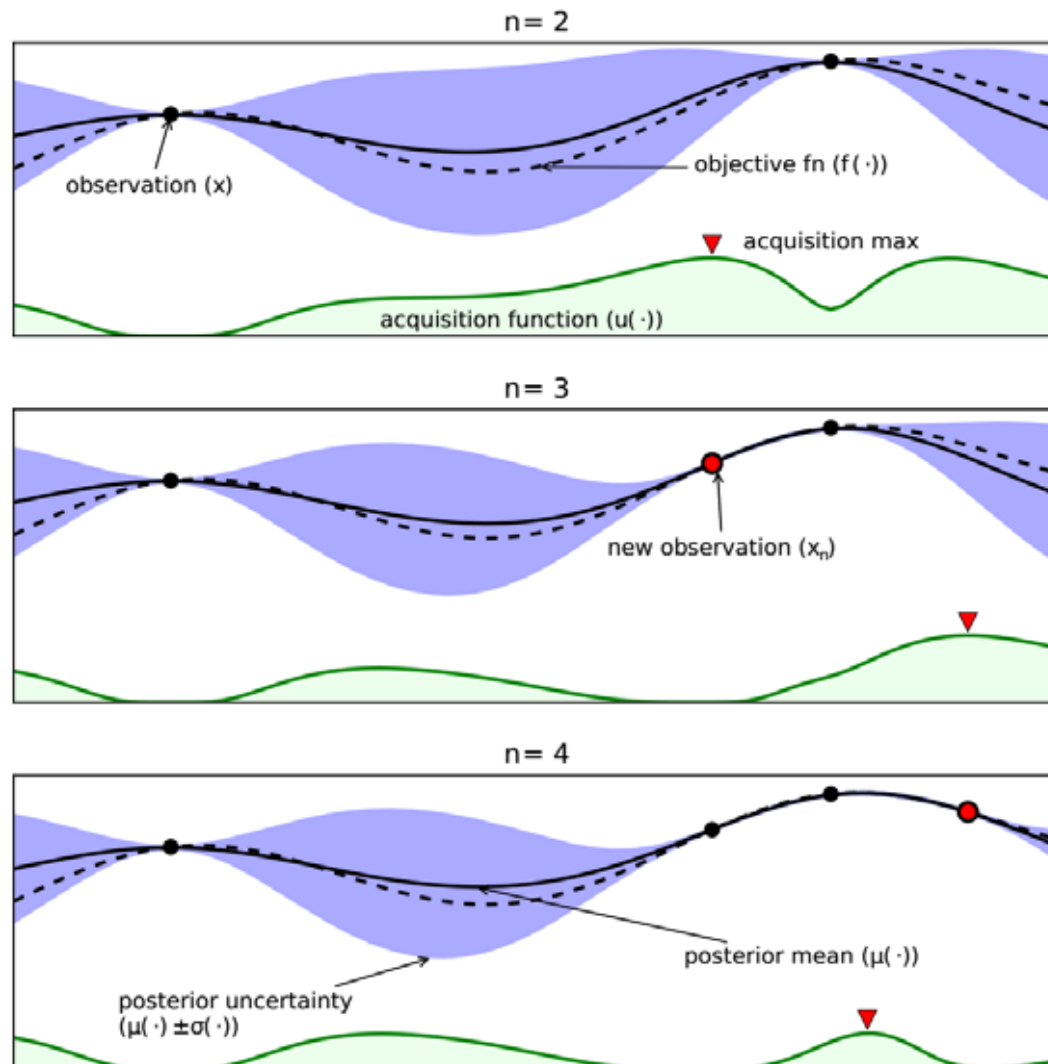 n= 2
observation (x)
objective fn (f(·))
acquisition max
acquisition function (u(·))
n= 3
new observation (xₙ)
n= 4
posterior mean (μ(·))
posterior uncertainty
(μ(·) ±σ(·))